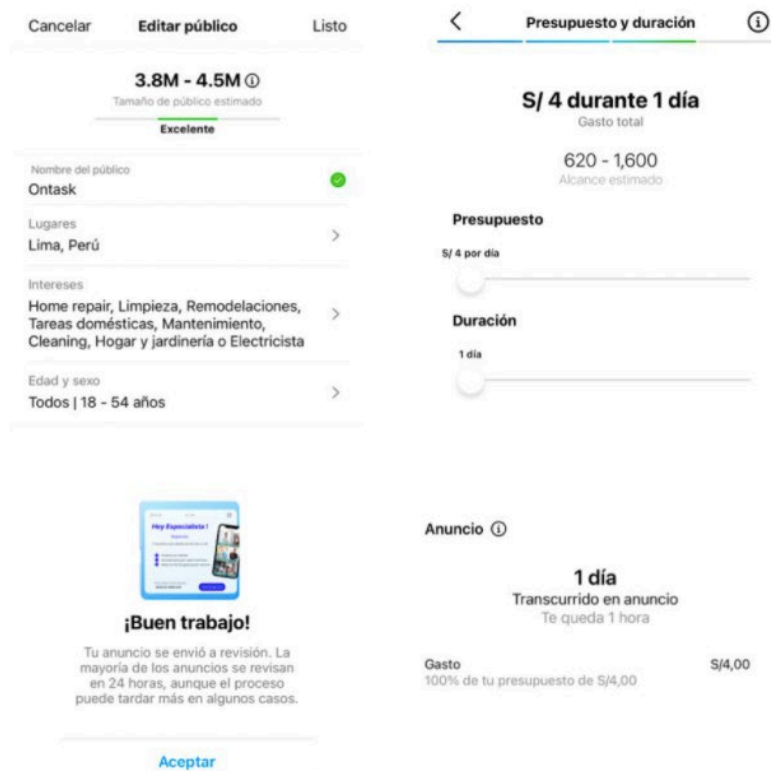 Cancelar Editar público Listo
3.8M - 4.5M
Tamaño de público estimado
Excelente
Nombre del público
Ontask
Lugares
Lima, Perú
Intereses
Home repair, Limpieza, Remodelaciones,
Tareas domésticas, Mantenimiento,
Cleaning, Hogar y jardinería o Electricista
Edad y sexo
Todos | 18 - 54 años
Presupuesto y duración
S/ 4 durante 1 día
Gasto total
620 - 1,600
Alcance estimado
Presupuesto
S/ 4 por día
Duración
1 día
Hey Especialista !
¡Buen trabajo!
Tu anuncio se envió a revisión. La
mayoría de los anuncios se revisan
en 24 horas, aunque el proceso
puede tardar más en algunos casos.
Aceptar
Anuncio
1 día
Transcurrido en anuncio
Te queda 1 hora
Gasto S/4,00
100% de tu presupuesto de S/4,00